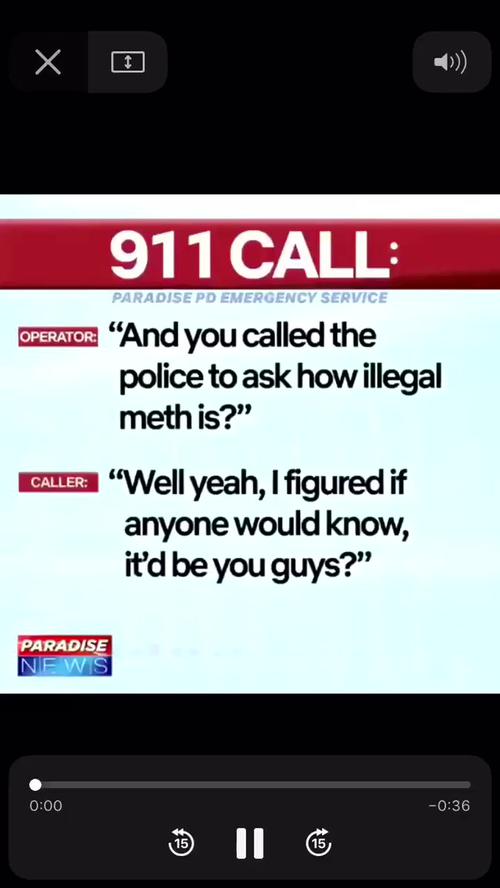 911 CALL:
PARADISE PD EMERGENCY SERVICE
OPERATOR: “And you called the
police to ask how illegal
meth is?”
CALLER: “Well yeah, I figured if
anyone would know,
it’d be you guys?”
PARADISE
NEWS
0:00 −0:36
15 15